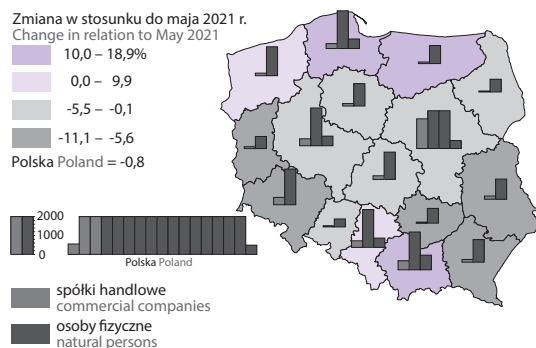 Zmiana w stosunku do maja 2021 r.
Change in relation to May 2021
10,0 – 18,9%
0,0 – 9,9
-5,5 – -0,1
-11,1 – -5,6
Polska Poland = -0,8
2000
1000
0
Polska Poland
spółki handlowe
commercial companies
osoby fizyczne
natural persons